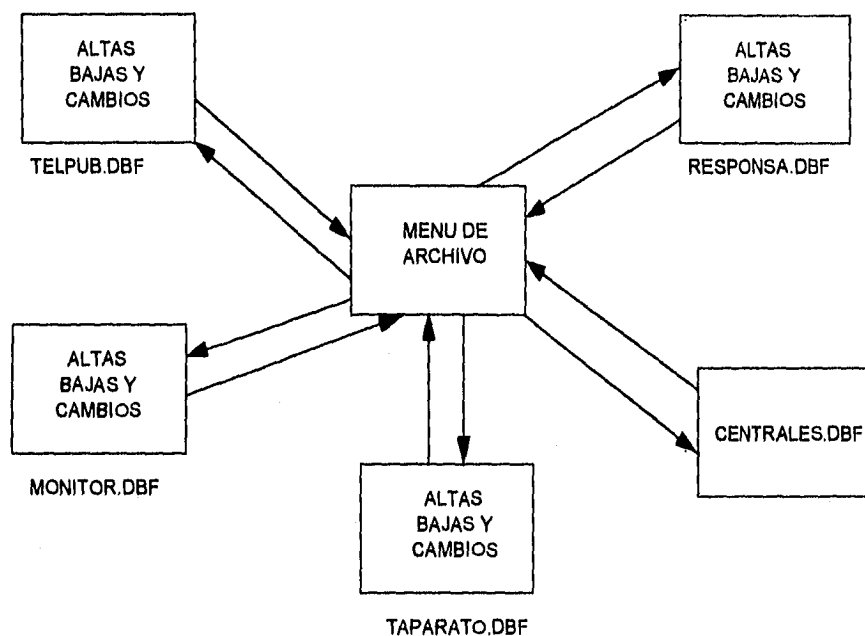 ALTAS
BAJAS Y
CAMBIOS
TELPUB.DBF
ALTAS
BAJAS Y
CAMBIOS
RESPONSA.DBF
MENU DE
ARCHIVO
ALTAS
BAJAS Y
CAMBIOS
MONITOR.DBF
CENTRALES.DBF
ALTAS
BAJAS Y
CAMBIOS
TAPARATO.DBF